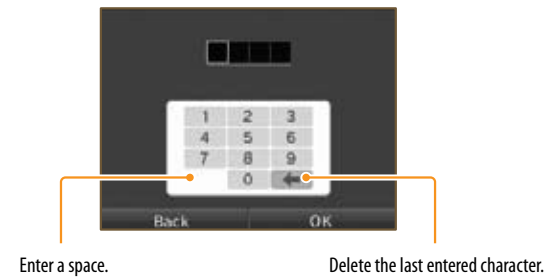 1 2 3
4 5 6
7 8 9
0 ←
Back OK
Enter a space. Delete the last entered character.